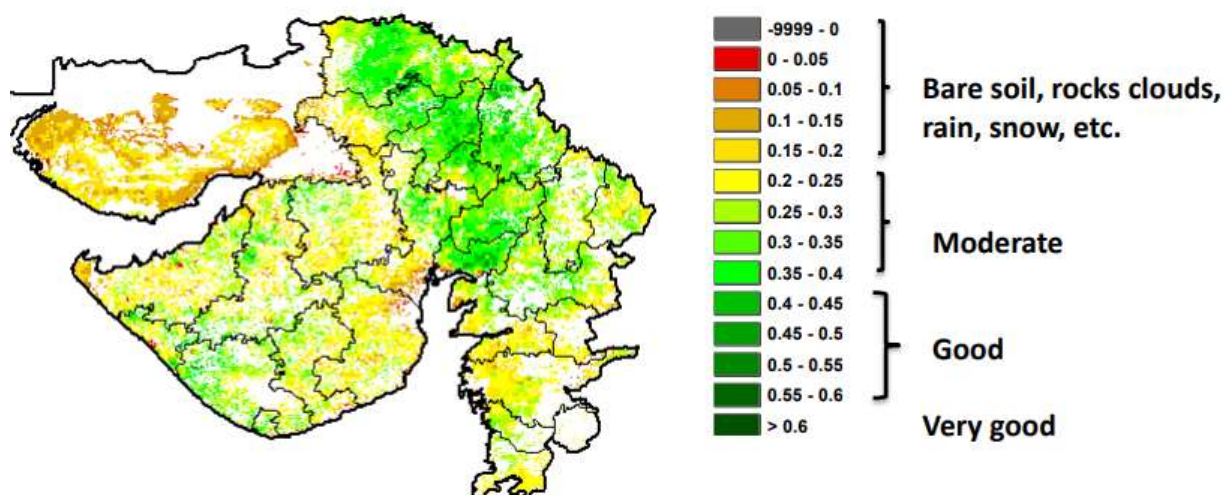 -9999 - 0
0 - 0.05
0.05 - 0.1
0.1 - 0.15
0.15 - 0.2
0.2 - 0.25
0.25 - 0.3
0.3 - 0.35
0.35 - 0.4
0.4 - 0.45
0.45 - 0.5
0.5 - 0.55
0.55 - 0.6
> 0.6
Bare soil, rocks clouds,
rain, snow, etc.
Moderate
Good
Very good